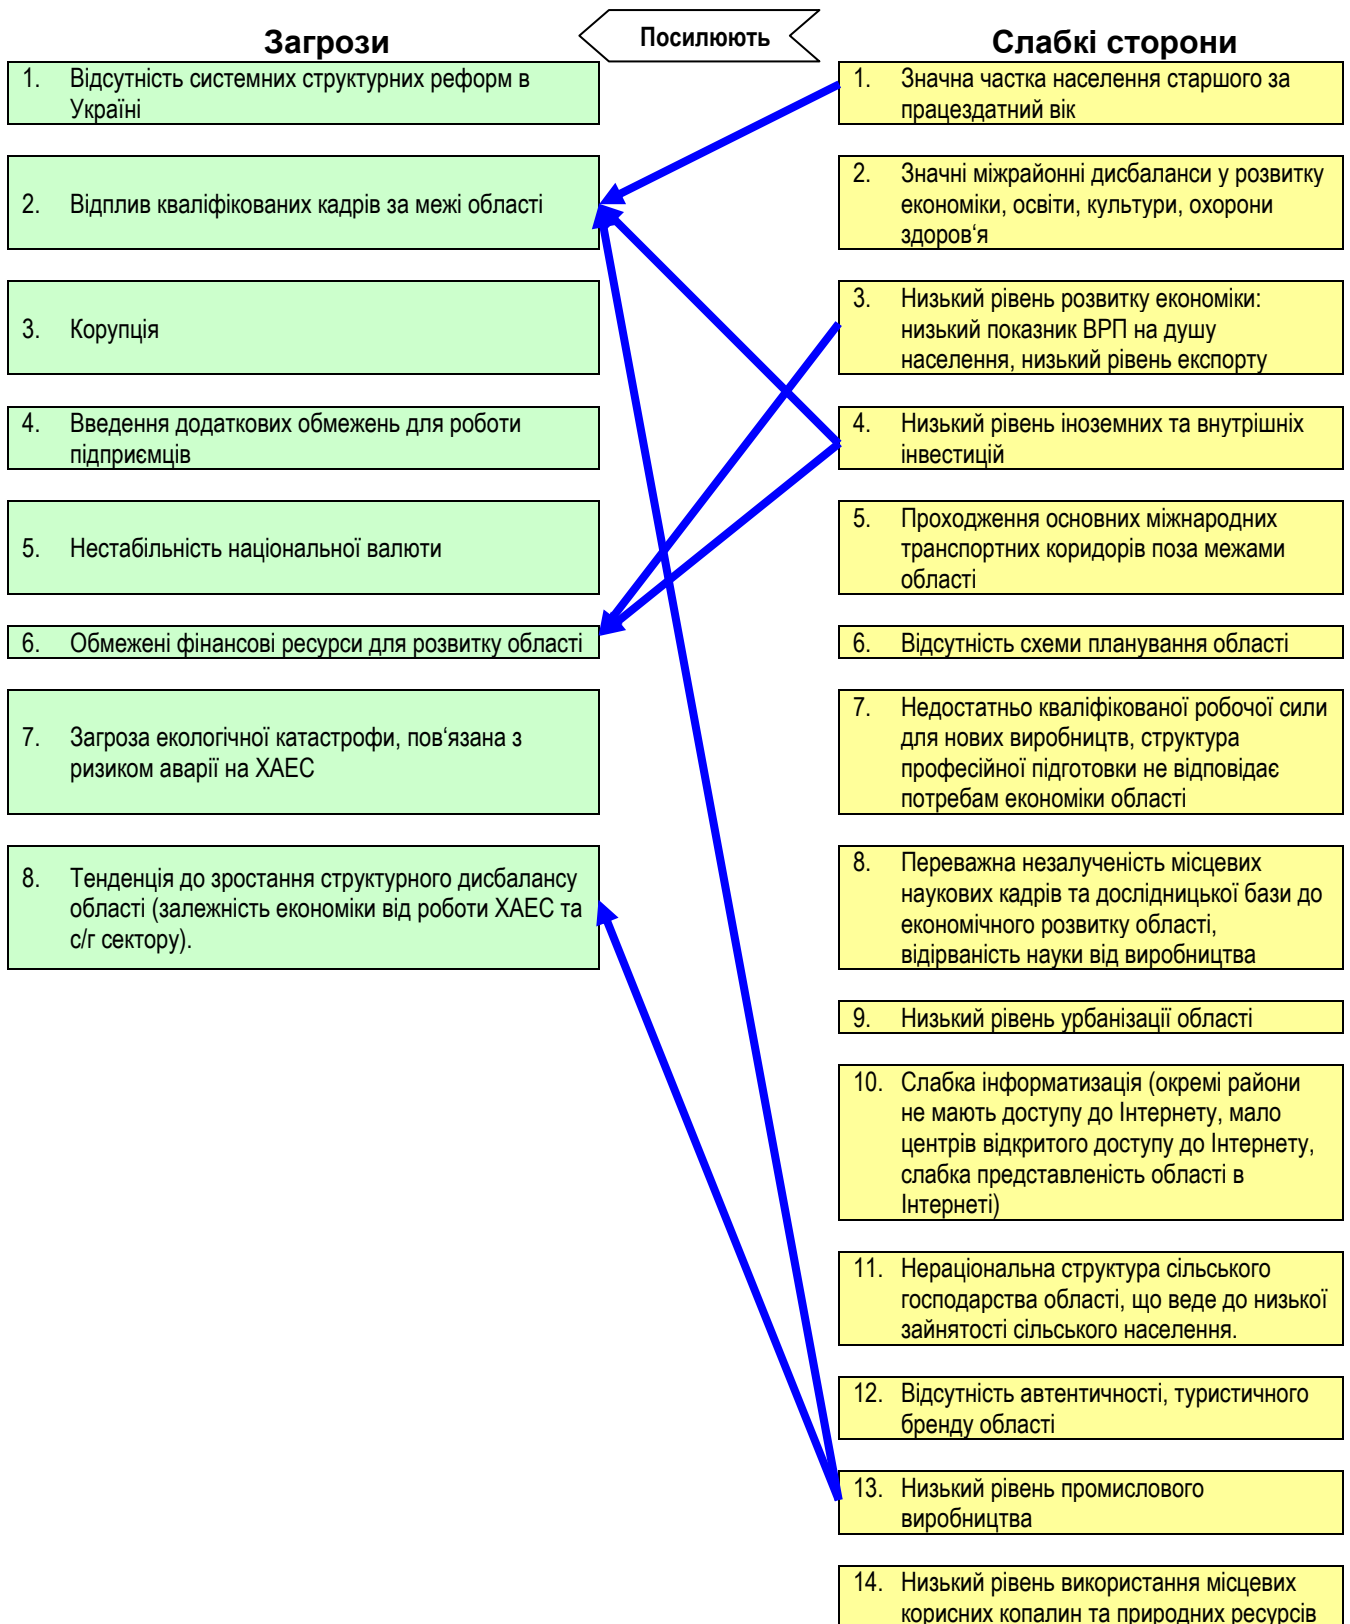 Посилюють
Загрози
1. Відсутність системних структурних реформ в
Україні
2. Відплив кваліфікованих кадрів за межі області
3. Корупція
4. Введення додаткових обмежень для роботи
підприємців
5. Нестабільність національної валюти
6. Обмежені фінансові ресурси для розвитку області
7. Загроза екологічної катастрофи, пов‘язана з
ризиком аварії на ХАЕС
8. Тенденція до зростання структурного дисбалансу
області (залежність економіки від роботи ХАЕС та
с/г сектору).
Слабкі сторони
1. Значна частка населення старшого за
працездатний вік
2. Значні міжрайонні дисбаланси у розвитку
економіки, освіти, культури, охорони
здоров‘я
3. Низький рівень розвитку економіки:
низький показник ВРП на душу
населення, низький рівень експорту
4. Низький рівень іноземних та внутрішніх
інвестицій
5. Проходження основних міжнародних
транспортних коридорів поза межами
області
6. Відсутність схеми планування області
7. Недостатньо кваліфікованої робочої сили
для нових виробництв, структура
професійної підготовки не відповідає
потребам економіки області
8. Переважна незалученість місцевих
наукових кадрів та дослідницької бази до
економічного розвитку області,
відірваність науки від виробництва
9. Низький рівень урбанізації області
10. Слабка інформатизація (окремі райони
не мають доступу до Інтернету, мало
центрів відкритого доступу до Інтернету,
слабка представленість області в
Інтернеті)
11. Нераціональна структура сільського
господарства області, що веде до низької
зайнятості сільського населення.
12. Відсутність автентичності, туристичного
бренду області
13. Низький рівень промислового
виробництва
14. Низький рівень використання місцевих
корисних копалин та природних ресурсів